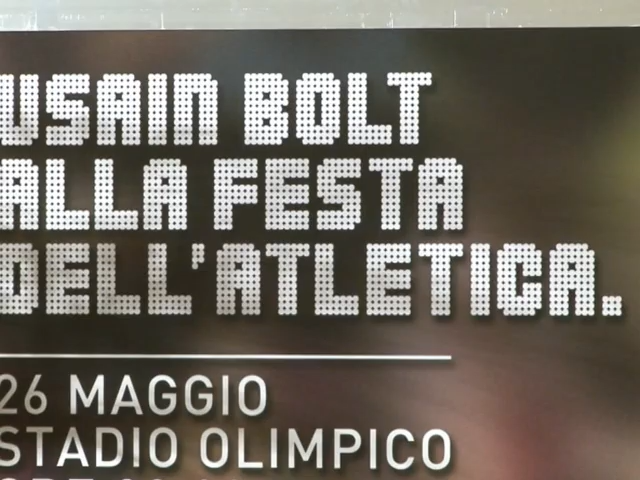 USAIN BOLT
ALLA FESTA
DELL'ATLETICA.
26 MAGGIO
STADIO OLIMPICO